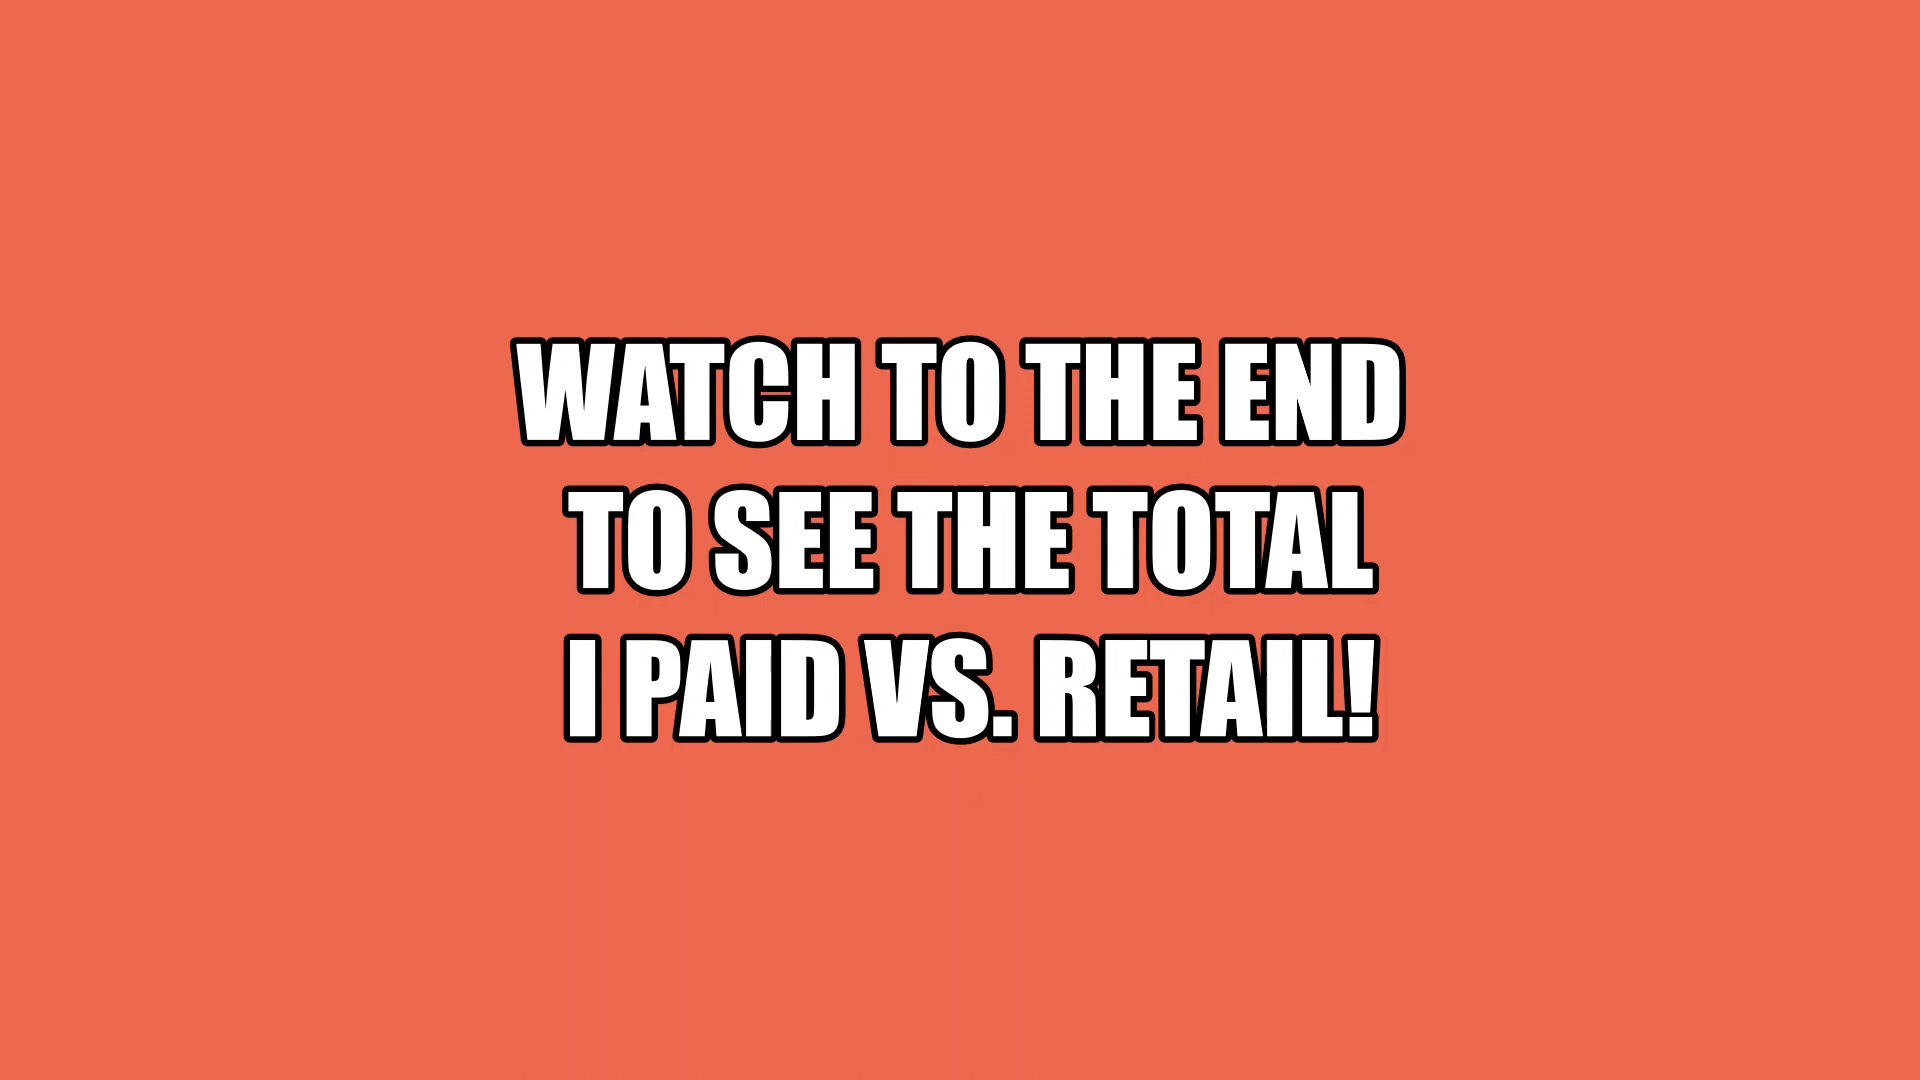 WATCH TO THE END
TO SEE THE TOTAL
I PAID VS. RETAIL!